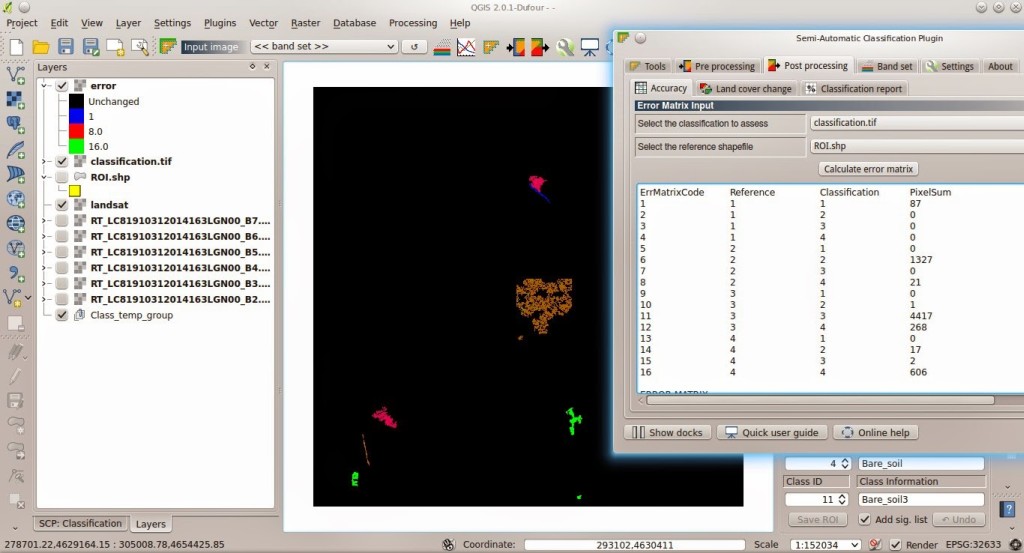 QGIS 2.0.1-Dufour - -
Project Edit View Layer Settings Plugins Vector Raster Database Processing Help
Input image << band set >>
Layers
error
Unchanged
1
8.0
16.0
classification.tif
ROI.shp
landsat
RT_LC81910312014163LGN00_B7....
RT_LC81910312014163LGN00_B6....
RT_LC81910312014163LGN00_B5....
RT_LC81910312014163LGN00_B4....
RT_LC81910312014163LGN00_B3....
RT_LC81910312014163LGN00_B2....
Class_temp_group
SCP: Classification Layers
Semi-Automatic Classification Plugin
Tools Pre processing Post processing Band set Settings About
Accuracy Land cover change Classification report
Error Matrix Input
Select the classification to assess classification.tif
Select the reference shapefile ROI.shp
Calculate error matrix
ErrMatrixCode Reference Classification PixelSum
1 1 1 87
2 1 2 0
3 1 3 0
4 1 4 0
5 2 1 0
6 2 2 1327
7 2 3 0
8 2 4 21
9 3 1 0
10 3 2 1
11 3 3 4417
12 3 4 268
13 4 1 0
14 4 2 17
15 4 3 2
16 4 4 606
ERROR MATRIX
Show docks Quick user guide Online help
4 Bare_soil
Class ID Class Information
11 Bare_soil3
Save ROI Add sig. list Undo
278701.22,4629164.15 : 305008.78,4654425.85 Coordinate: 293102,4630411 Scale 1:152034 Render EPSG:32633